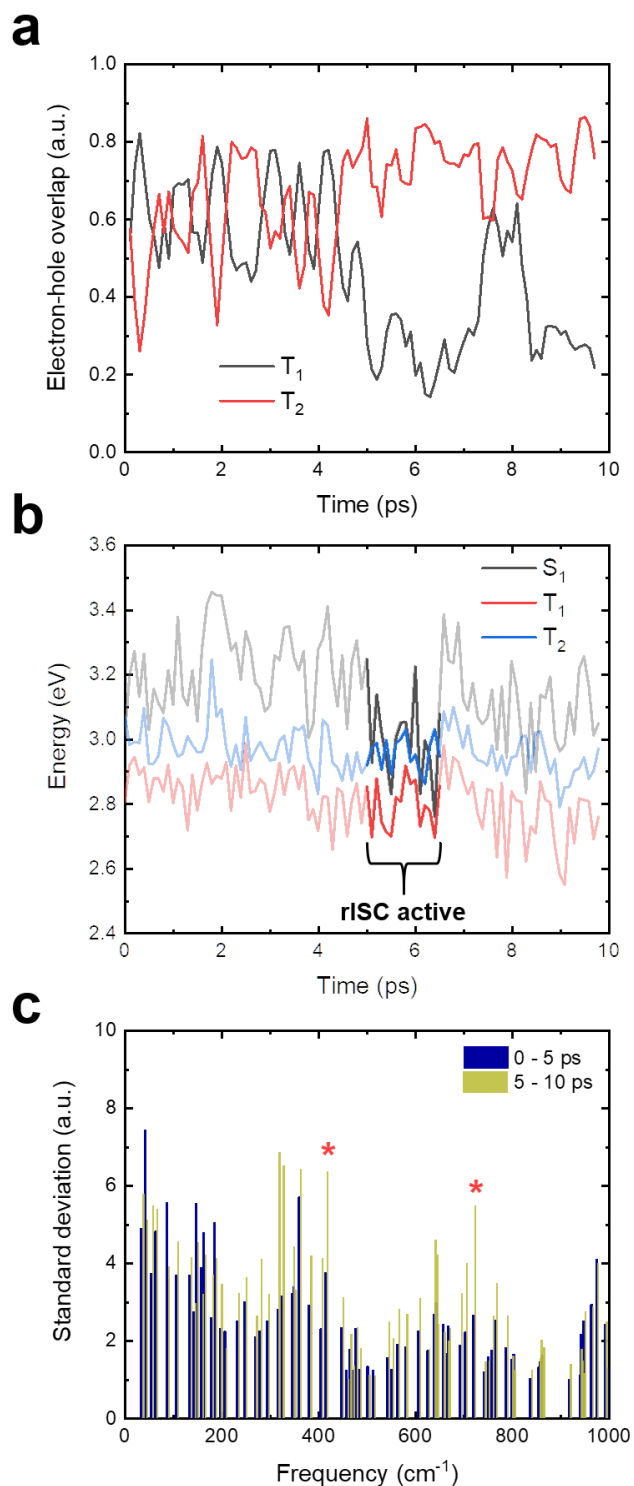 a
1.0
0.8
0.6
0.4
0.2
0.0
Electron-hole overlap (a.u.)
T₁
T₂
0 2 4 6 8 10
Time (ps)
b
3.6
3.4
3.2
3.0
2.8
2.6
2.4
Energy (eV)
S₁
T₁
T₂
rISC active
0 2 4 6 8 10
Time (ps)
c
10
8
6
4
2
0
Standard deviation (a.u.)
0 - 5 ps
5 - 10 ps
*
*
0 200 400 600 800 1000
Frequency (cm⁻¹)